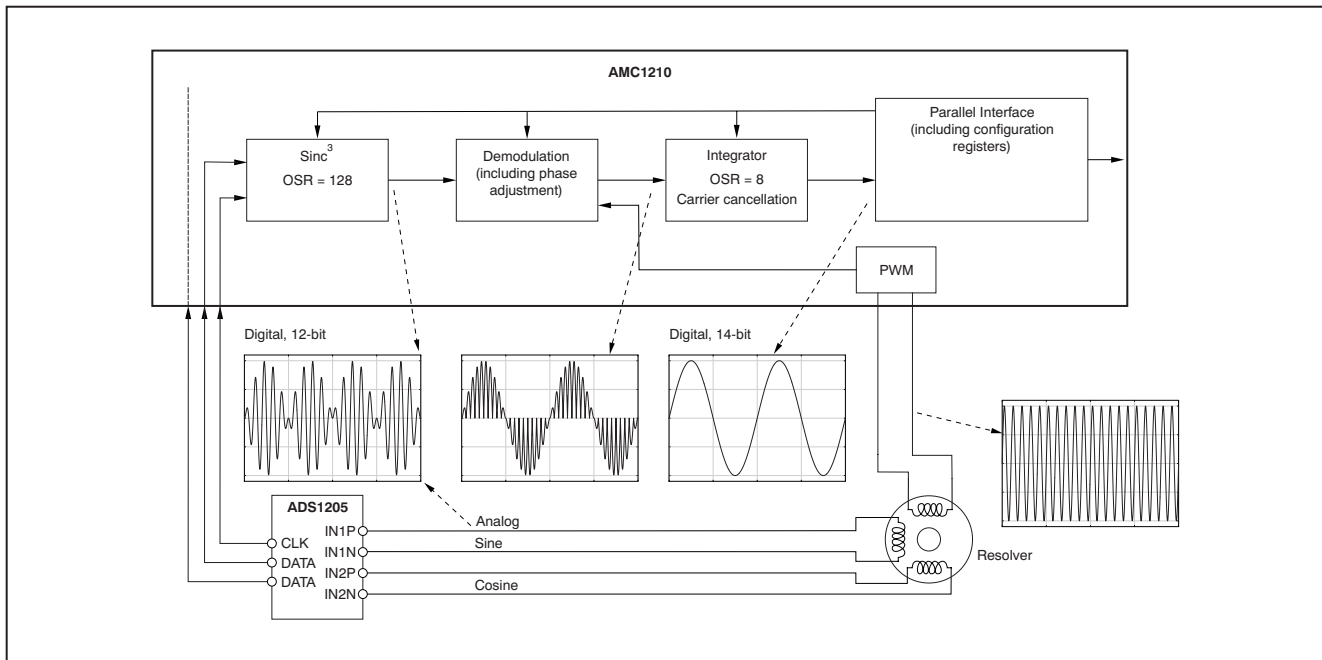 AMC1210
Sinc3
OSR = 128
Demodulation
(including phase
adjustment)
Integrator
OSR = 8
Carrier cancellation
Parallel Interface
(including configuration
registers)
PWM
Digital, 12-bit
Digital, 14-bit
ADS1205
CLK
DATA
DATA
IN1P
IN1N
IN2P
IN2N
Analog
Sine
Cosine
Resolver